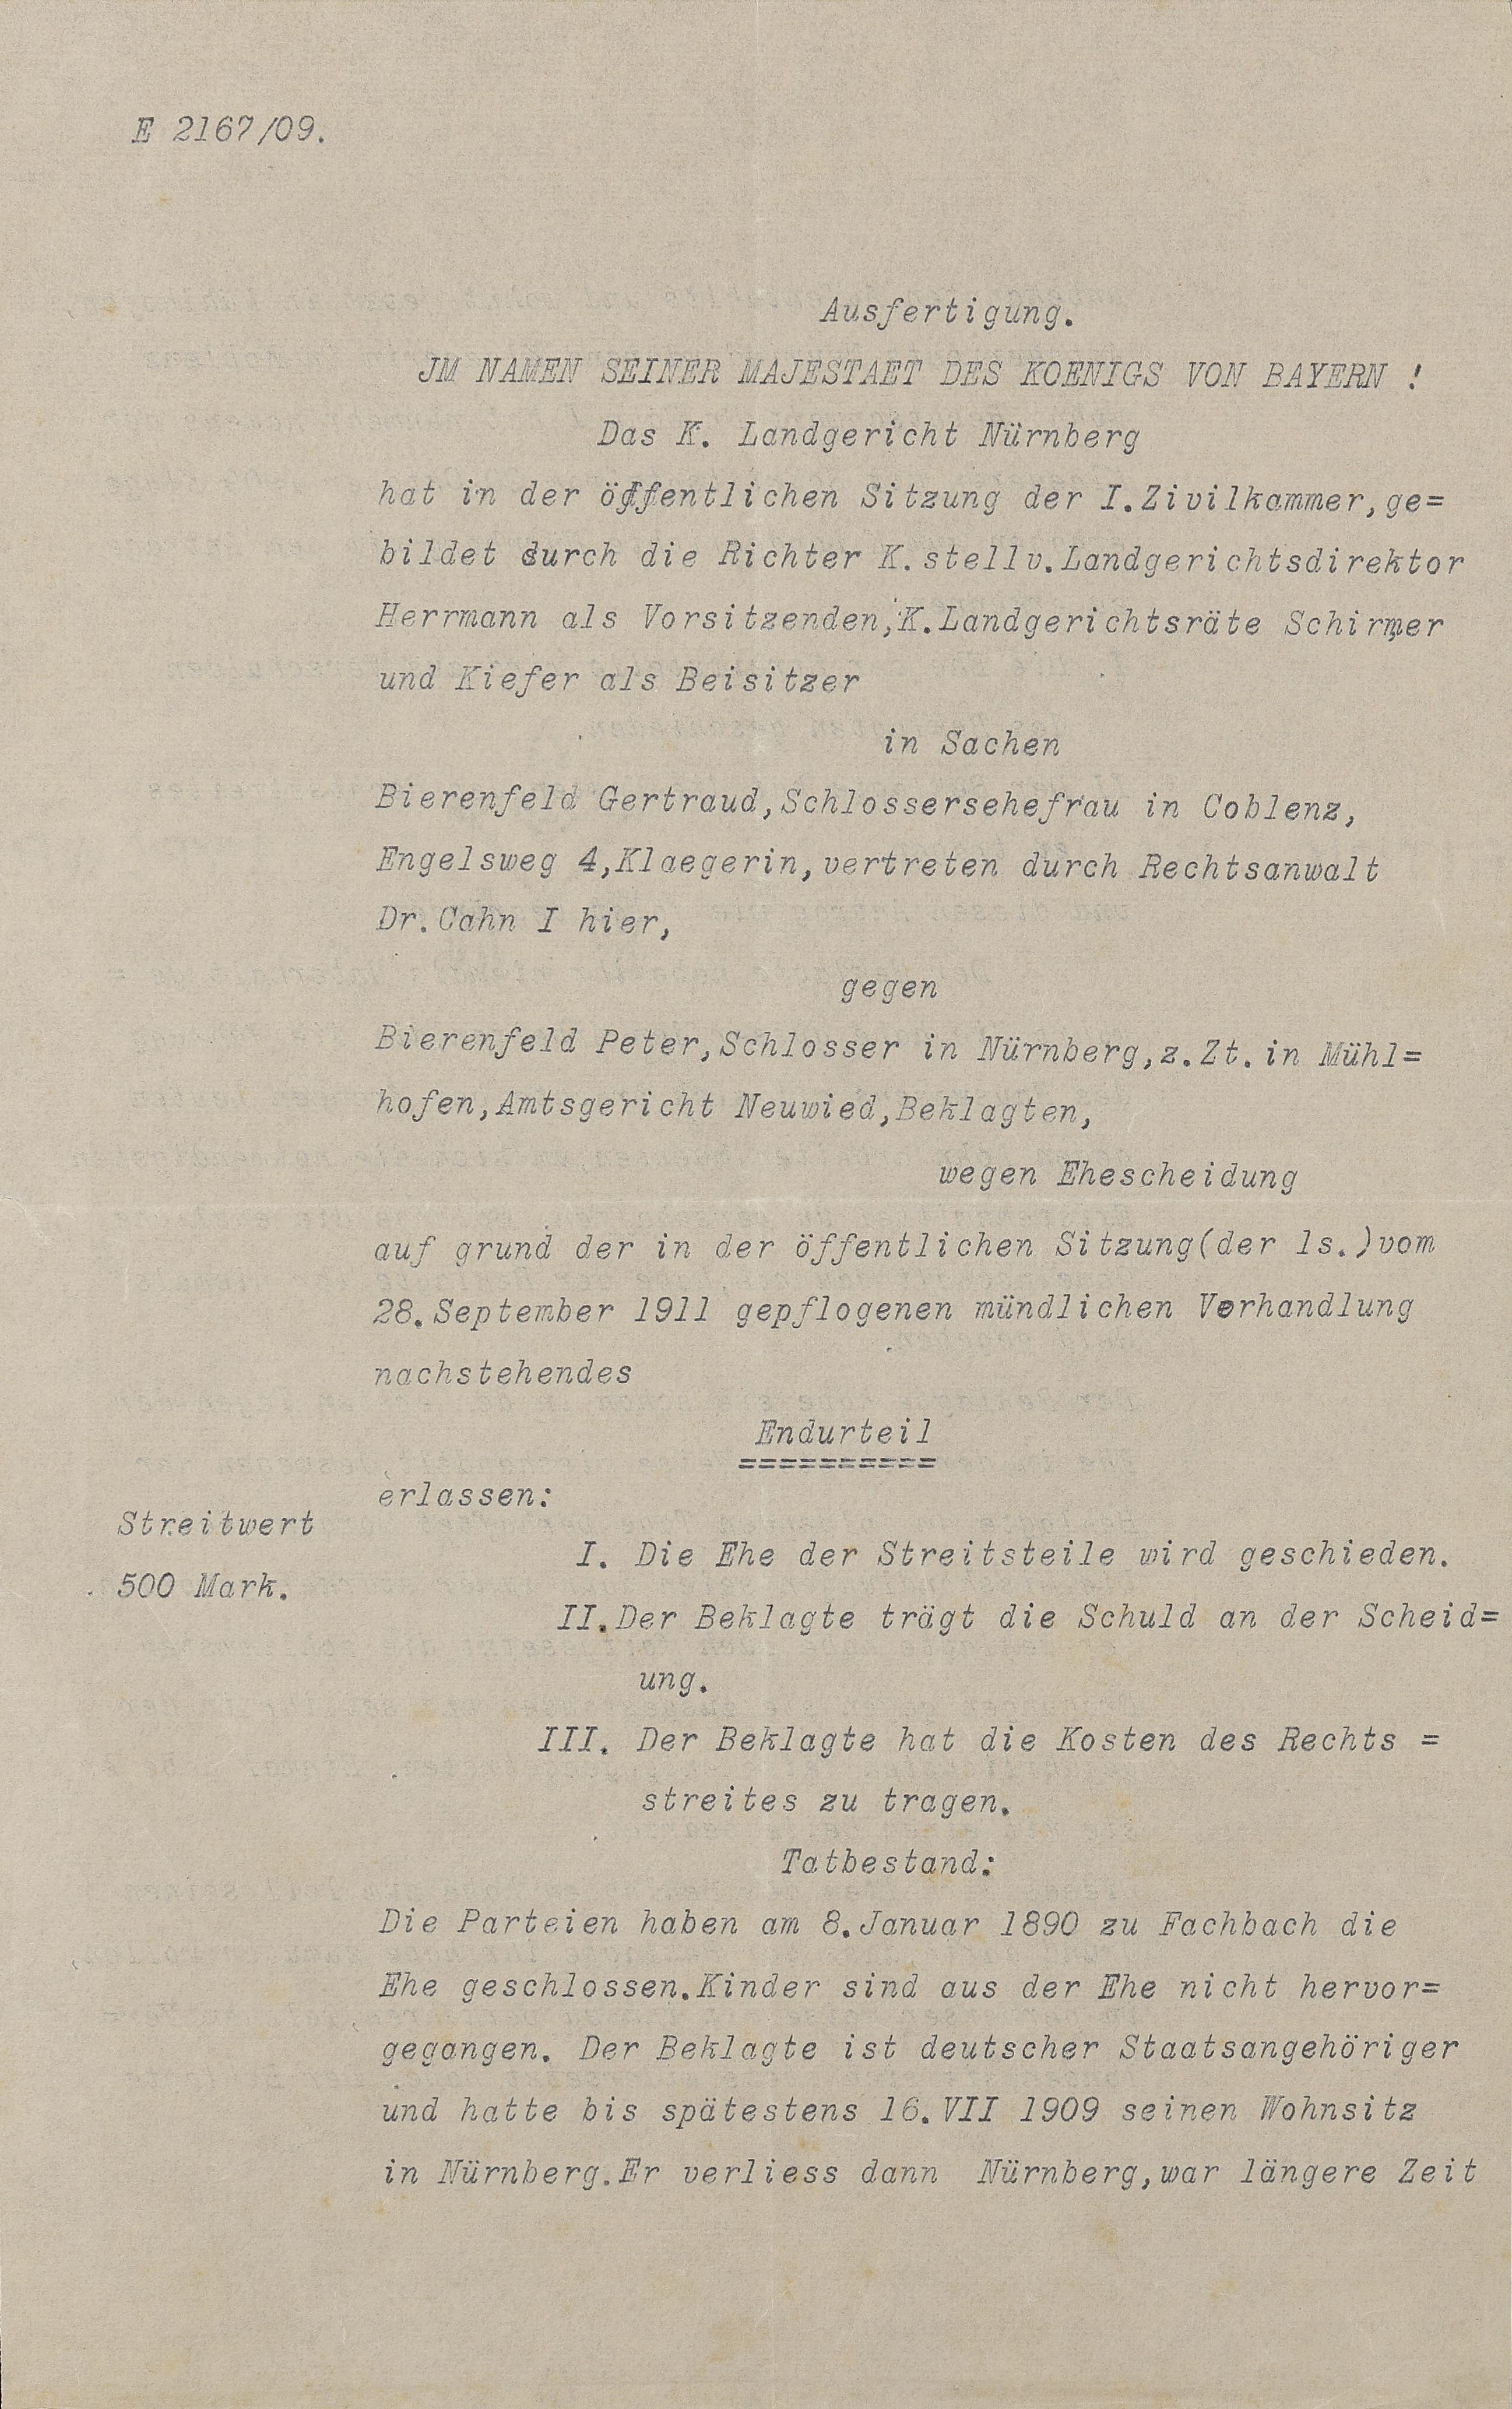 E 2167/09.
Ausfertigung.
JM NAMEN SEINER MAJESTAET DES KOENIGS VON BAYERN !
Das K. Landgericht Nürnberg
hat in der öffentlichen Sitzung der I.Zivilkammer,ge=
bildet durch die Richter K.stellv.Landgerichtsdirektor
Herrmann als Vorsitzenden,K.Landgerichtsräte Schirmer
und Kiefer als Beisitzer
in Sachen
Bierenfeld Gertraud,Schlossersehefrau in Coblenz,
Engelsweg 4,Klaegerin,vertreten durch Rechtsanwalt
Dr.Cahn I hier,
gegen
Bierenfeld Peter,Schlosser in Nürnberg,z.Zt.in Mühl=
hofen,Amtsgericht Neuwied,Beklagten,
wegen Ehescheidung
auf grund der in der öffentlichen Sitzung(der ls.)vom
28.September 1911 gepflogenen mündlichen Verhandlung
nachstehendes
Endurteil
==========
erlassen:
Streitwert
500 Mark.
I. Die Ehe der Streitsteile wird geschieden.
II.Der Beklagte trägt die Schuld an der Scheid=
ung.
III. Der Beklagte hat die Kosten des Rechts =
streites zu tragen.
Tatbestand:
Die Parteien haben am 8.Januar 1890 zu Fachbach die
Ehe geschlossen.Kinder sind aus der Ehe nicht hervor=
gegangen. Der Beklagte ist deutscher Staatsangehöriger
und hatte bis spätestens 16.VII 1909 seinen Wohnsitz
in Nürnberg.Er verliess dann Nürnberg,war längere Zeit